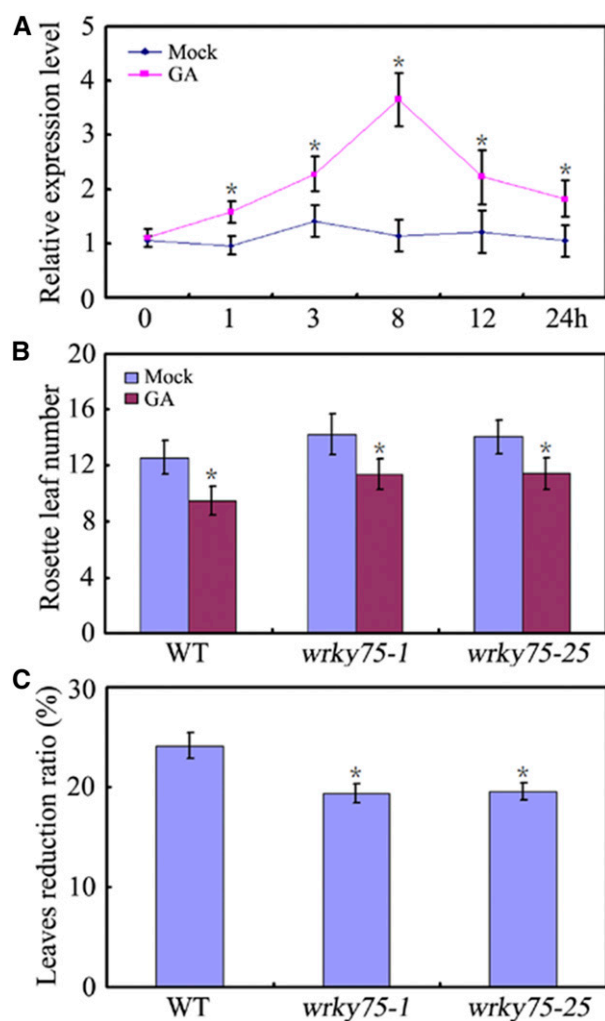 A
Relative expression level
5
4
3
2
1
0
Mock
GA
*
*
*
*
*
0 1 3 8 12 24h
B
Rosette leaf number
20
16
12
8
4
0
Mock
GA
*
*
*
WT wrky75-1 wrky75-25
C
Leaves reduction ratio (%)
30
20
10
0
*
*
WT wrky75-1 wrky75-25